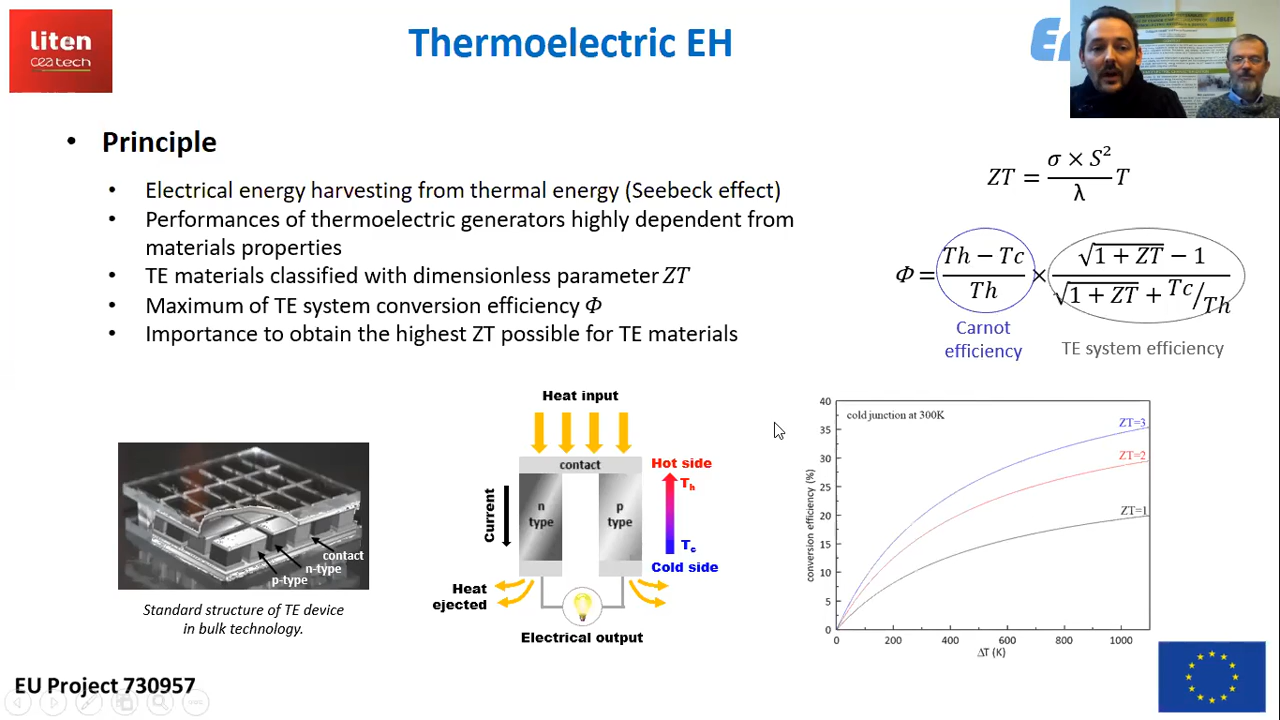 liten
ceatech
Thermoelectric EH
• Principle
• Electrical energy harvesting from thermal energy (Seebeck effect)
• Performances of thermoelectric generators highly dependent from
materials properties
• TE materials classified with dimensionless parameter ZT
• Maximum of TE system conversion efficiency Φ
• Importance to obtain the highest ZT possible for TE materials
ZT = σ × S² / λ T
Φ = Th − Tc / Th × √1 + ZT − 1 / √1 + ZT + Tc/Th
Carnot
efficiency
TE system efficiency
contact
n-type
p-type
Standard structure of TE device
in bulk technology.
Heat input
contact
Current
n
type
p
type
Hot side
Th
Tc
Cold side
Heat
ejected
Electrical output
cold junction at 300K
ZT=3
ZT=2
ZT=1
conversion efficiency (%)
40
35
30
25
20
15
10
5
0
0 200 400 600 800 1000
ΔT (K)
EU Project 730957